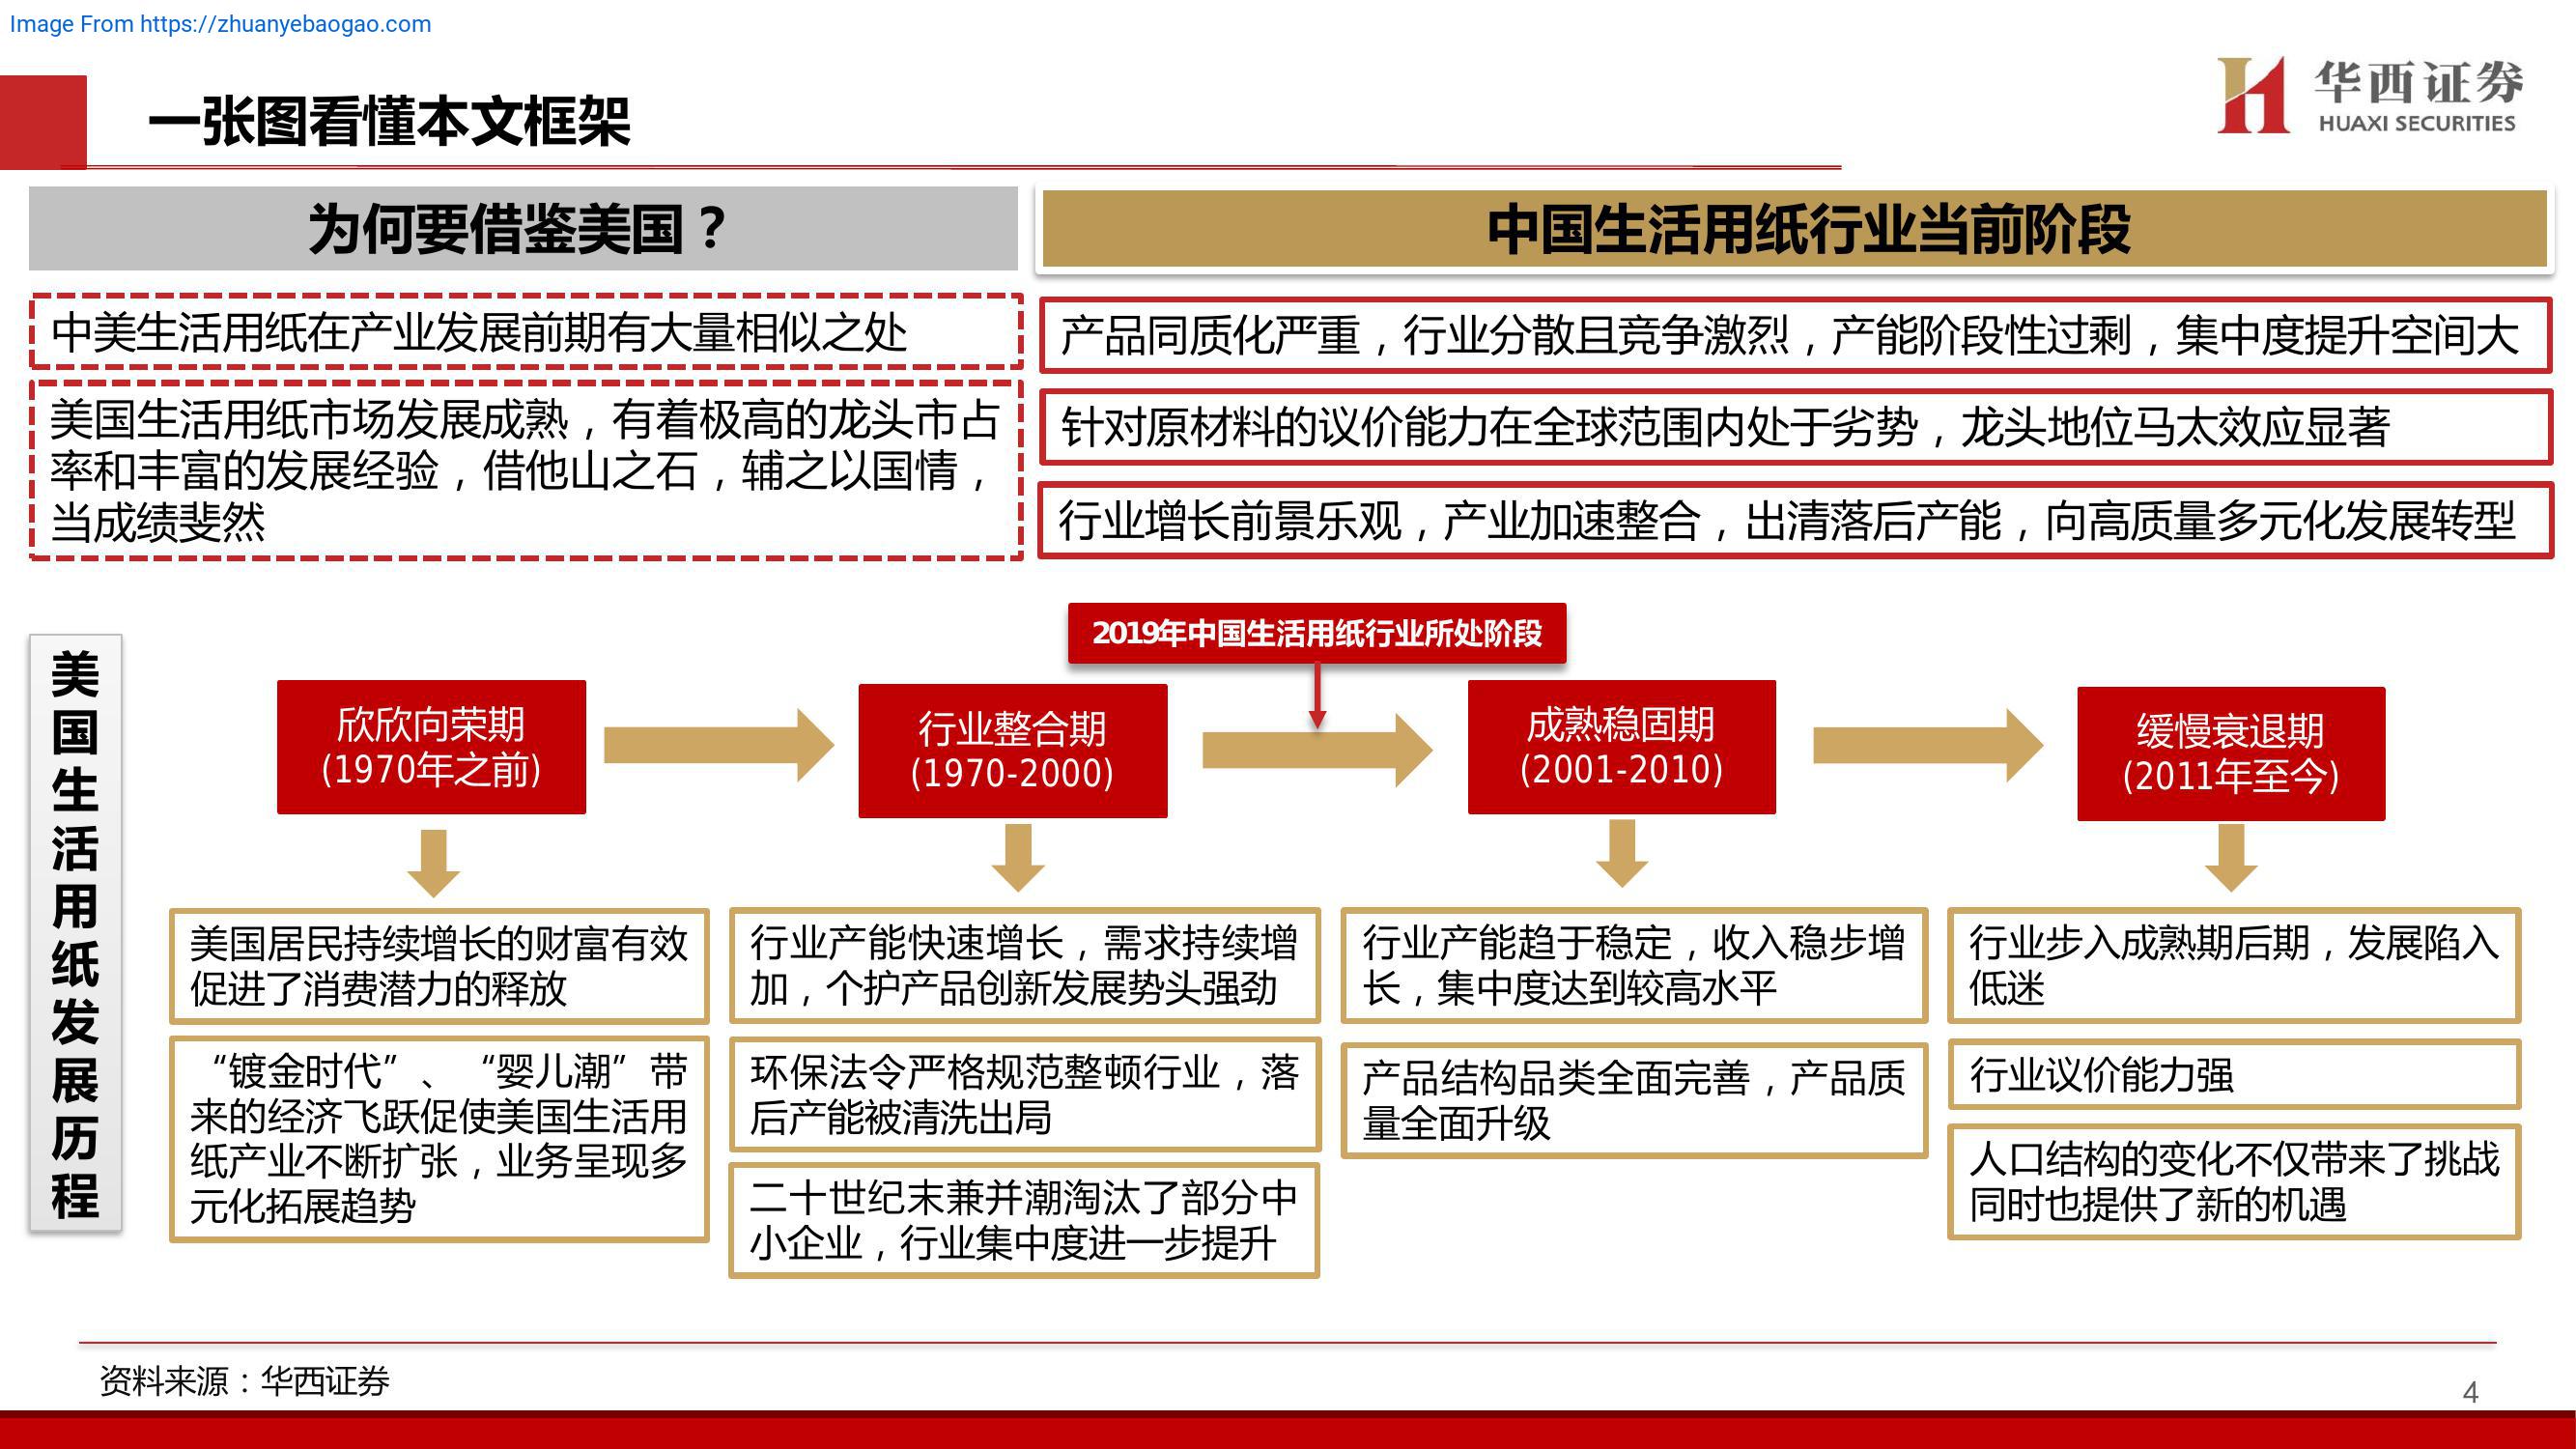 Image From https://zhuanyebaogao.com
一张图看懂本文框架
华西证券
HUAXI SECURITIES
为何要借鉴美国？
中美生活用纸在产业发展前期有大量相似之处
美国生活用纸市场发展成熟，有着极高的龙头市占
率和丰富的发展经验，借他山之石，辅之以国情，
当成绩斐然
中国生活用纸行业当前阶段
产品同质化严重，行业分散且竞争激烈，产能阶段性过剩，集中度提升空间大
针对原材料的议价能力在全球范围内处于劣势，龙头地位马太效应显著
行业增长前景乐观，产业加速整合，出清落后产能，向高质量多元化发展转型
2019年中国生活用纸行业所处阶段
美国生活用纸发展历程
欣欣向荣期
(1970年之前)
行业整合期
(1970-2000)
成熟稳固期
(2001-2010)
缓慢衰退期
(2011年至今)
美国居民持续增长的财富有效
促进了消费潜力的释放
“镀金时代”、“婴儿潮”带
来的经济飞跃促使美国生活用
纸产业不断扩张，业务呈现多
元化拓展趋势
行业产能快速增长，需求持续增
加，个护产品创新发展势头强劲
环保法令严格规范整顿行业，落
后产能被清洗出局
二十世纪末兼并潮淘汰了部分中
小企业，行业集中度进一步提升
行业产能趋于稳定，收入稳步增
长，集中度达到较高水平
产品结构品类全面完善，产品质
量全面升级
行业步入成熟期后期，发展陷入
低迷
行业议价能力强
人口结构的变化不仅带来了挑战
同时也提供了新的机遇
资料来源：华西证券
4